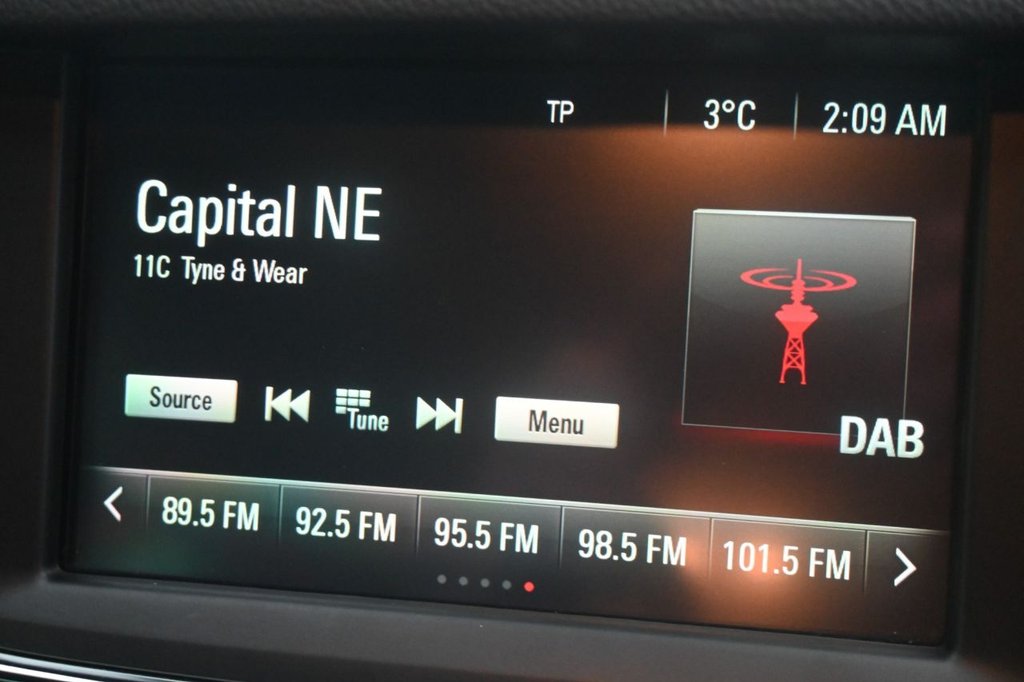 TP 3°C 2:09 AM
Capital NE
11C Tyne & Wear
Source Tune Menu
DAB
89.5 FM 92.5 FM 95.5 FM 98.5 FM 101.5 FM